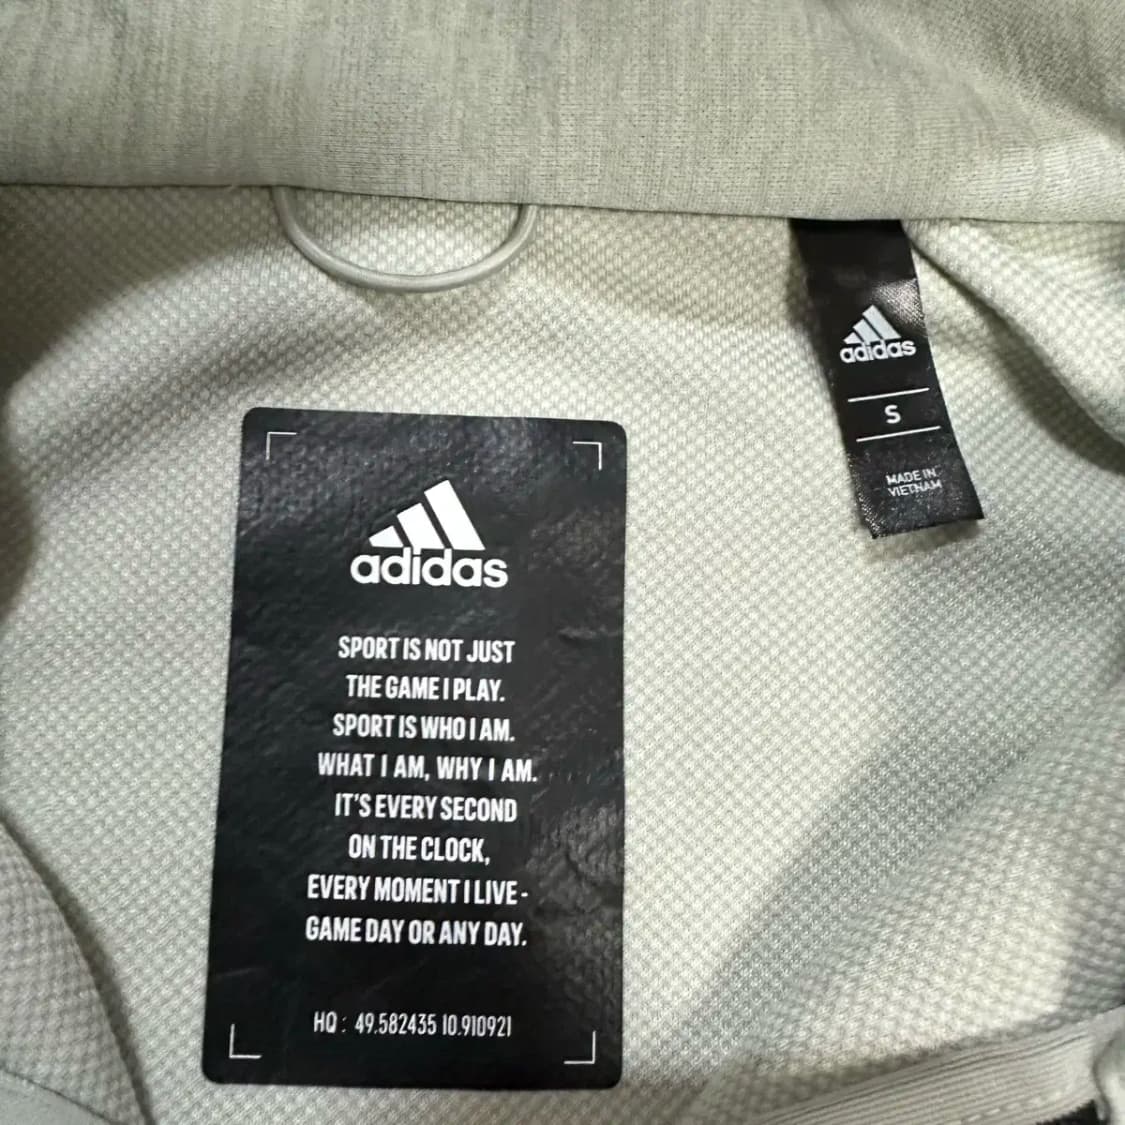 adidas
S
MADE IN
VIETNAM
adidas
SPORT IS NOT JUST
THE GAME I PLAY.
SPORT IS WHO I AM.
WHAT I AM, WHY I AM.
IT'S EVERY SECOND
ON THE CLOCK,
EVERY MOMENT I LIVE -
GAME DAY OR ANY DAY.
HQ : 49.582435 10.910921